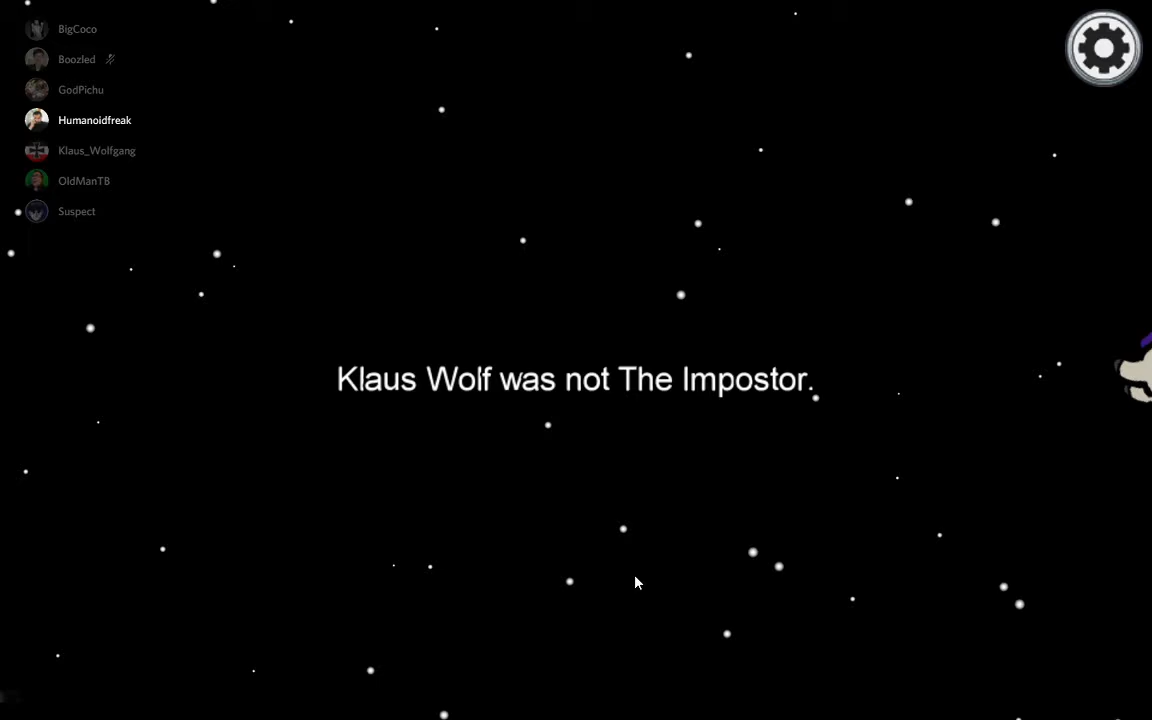 BigCoco
Boozled
GodPichu
Humanoidfreak
Klaus_Wolfgang
OldManTB
Suspect
Klaus Wolf was not The Impostor.